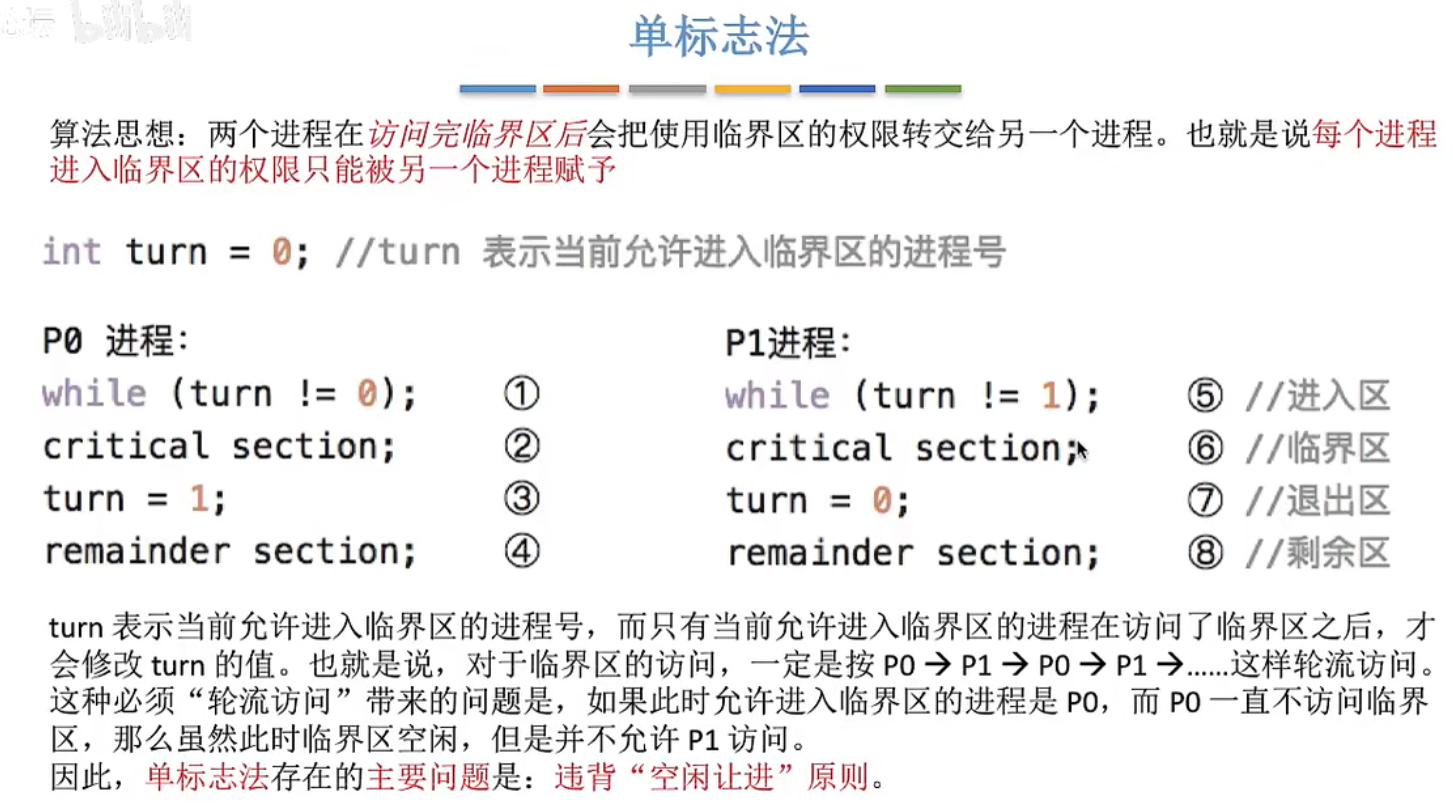 bilibili
单标志法
算法思想：两个进程在访问完临界区后会把使用临界区的权限转交给另一个进程。也就是说每个进程
进入临界区的权限只能被另一个进程赋予
int turn = 0; //turn 表示当前允许进入临界区的进程号
P0 进程：
while (turn != 0); ①
critical section; ②
turn = 1; ③
remainder section; ④
P1进程：
while (turn != 1); ⑤ //进入区
critical section; ⑥ //临界区
turn = 0; ⑦ //退出区
remainder section; ⑧ //剩余区
turn 表示当前允许进入临界区的进程号，而只有当前允许进入临界区的进程在访问了临界区之后，才
会修改 turn 的值。也就是说，对于临界区的访问，一定是按 P0 → P1 → P0 → P1 →……这样轮流访问。
这种必须“轮流访问”带来的问题是，如果此时允许进入临界区的进程是 P0，而 P0 一直不访问临界
区，那么虽然此时临界区空闲，但是并不允许 P1 访问。
因此，单标志法存在的主要问题是：违背“空闲让进”原则。